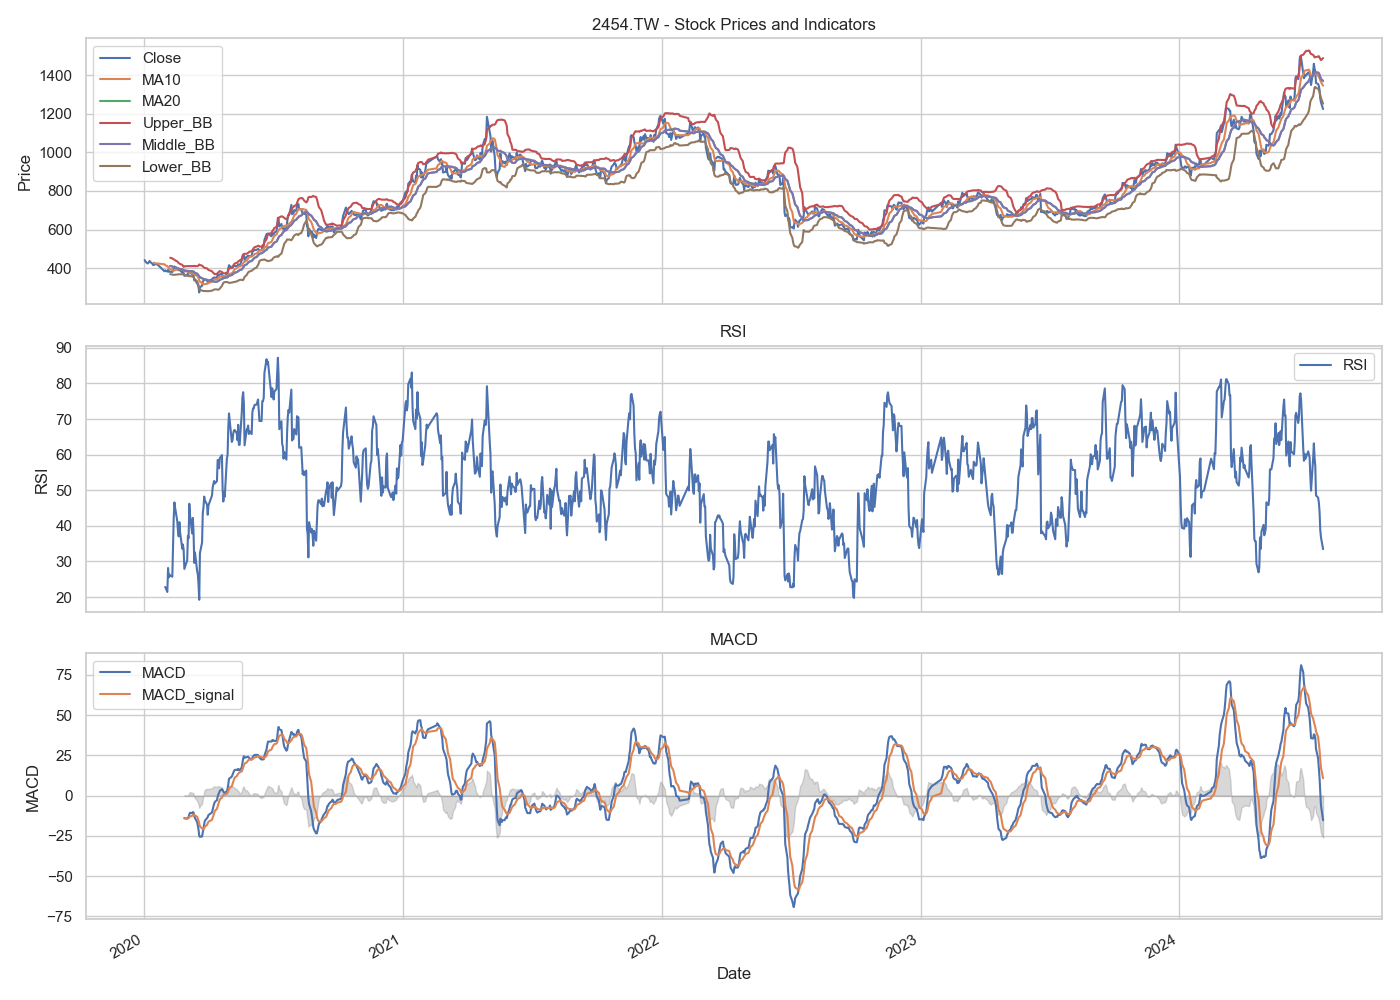 2454.TW - Stock Prices and Indicators
Close
MA10
MA20
Upper_BB
Middle_BB
Lower_BB
Price
1400
1200
1000
800
600
400
RSI
RSI
RSI
90
80
70
60
50
40
30
20
MACD
MACD
MACD_signal
MACD
75
50
25
0
−25
−50
−75
2020
2021
2022
2023
2024
Date